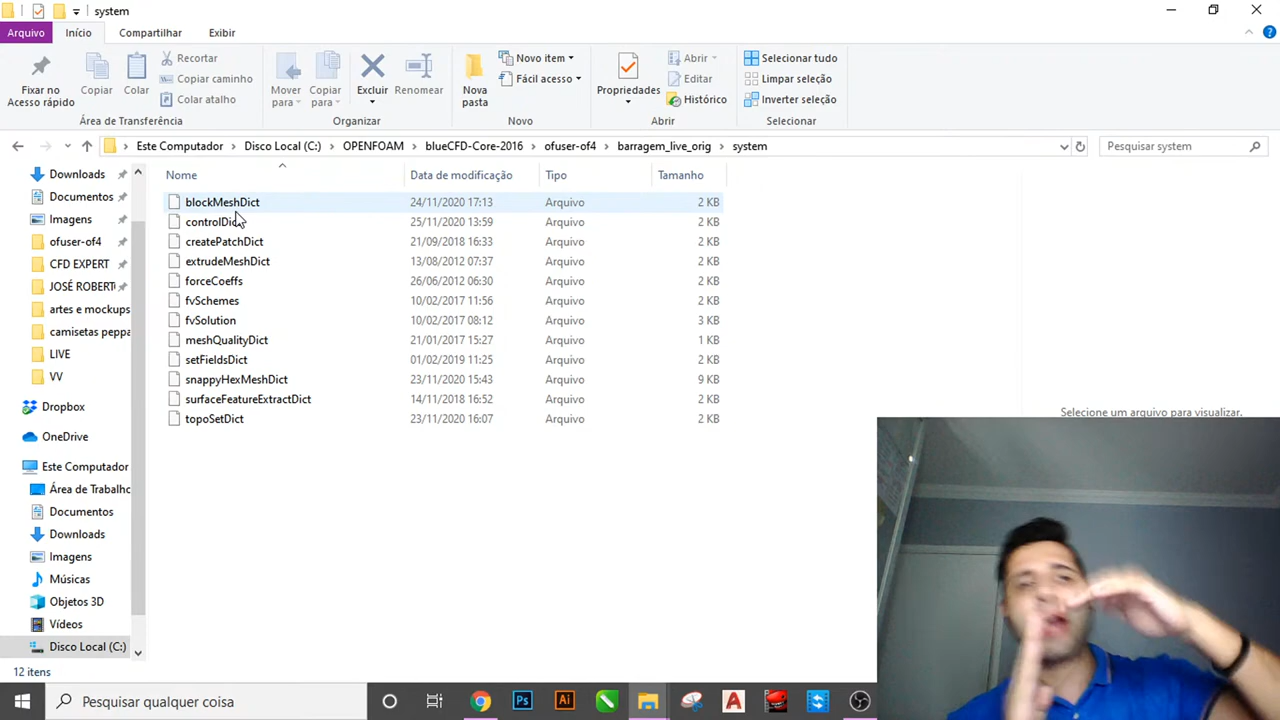 system
Arquivo
Início
Compartilhar
Exibir
Fixar no Acesso rápido
Copiar
Colar
Recortar
Copiar caminho
Colar atalho
Área de Transferência
Mover para
Copiar para
Excluir
Renomear
Organizar
Nova pasta
Novo item
Fácil acesso
Novo
Propriedades
Abrir
Editar
Histórico
Abrir
Selecionar tudo
Limpar seleção
Inverter seleção
Selecionar
Este Computador > Disco Local (C:) > OPENFOAM > blueCFD-Core-2016 > ofuser-of4 > barragem_live_orig > system
Pesquisar system
Nome Data de modificação Tipo Tamanho
blockMeshDict 24/11/2020 17:13 Arquivo 2 KB
controlDic 25/11/2020 13:59 Arquivo 2 KB
createPatchDict 21/09/2018 16:33 Arquivo 2 KB
extrudeMeshDict 13/08/2012 07:37 Arquivo 2 KB
forceCoeffs 26/06/2012 06:30 Arquivo 2 KB
fvSchemes 10/02/2017 11:56 Arquivo 2 KB
fvSolution 10/02/2017 08:12 Arquivo 3 KB
meshQualityDict 21/01/2017 15:27 Arquivo 1 KB
setFieldsDict 01/02/2019 11:25 Arquivo 2 KB
snappyHexMeshDict 23/11/2020 15:43 Arquivo 9 KB
surfaceFeatureExtractDict 14/11/2018 16:52 Arquivo 2 KB
topoSetDict 23/11/2020 16:07 Arquivo 2 KB
Downloads
Documentos
Imagens
ofuser-of4
CFD EXPERT
JOSÉ ROBERT
artes e mockups
camisetas peppa
LIVE
VV
Dropbox
OneDrive
Este Computador
Área de Trabalho
Documentos
Downloads
Imagens
Músicas
Objetos 3D
Vídeos
Disco Local (C:)
Selecione um arquivo para visualizar.
12 itens
Pesquisar qualquer coisa
Ps
Ai
A